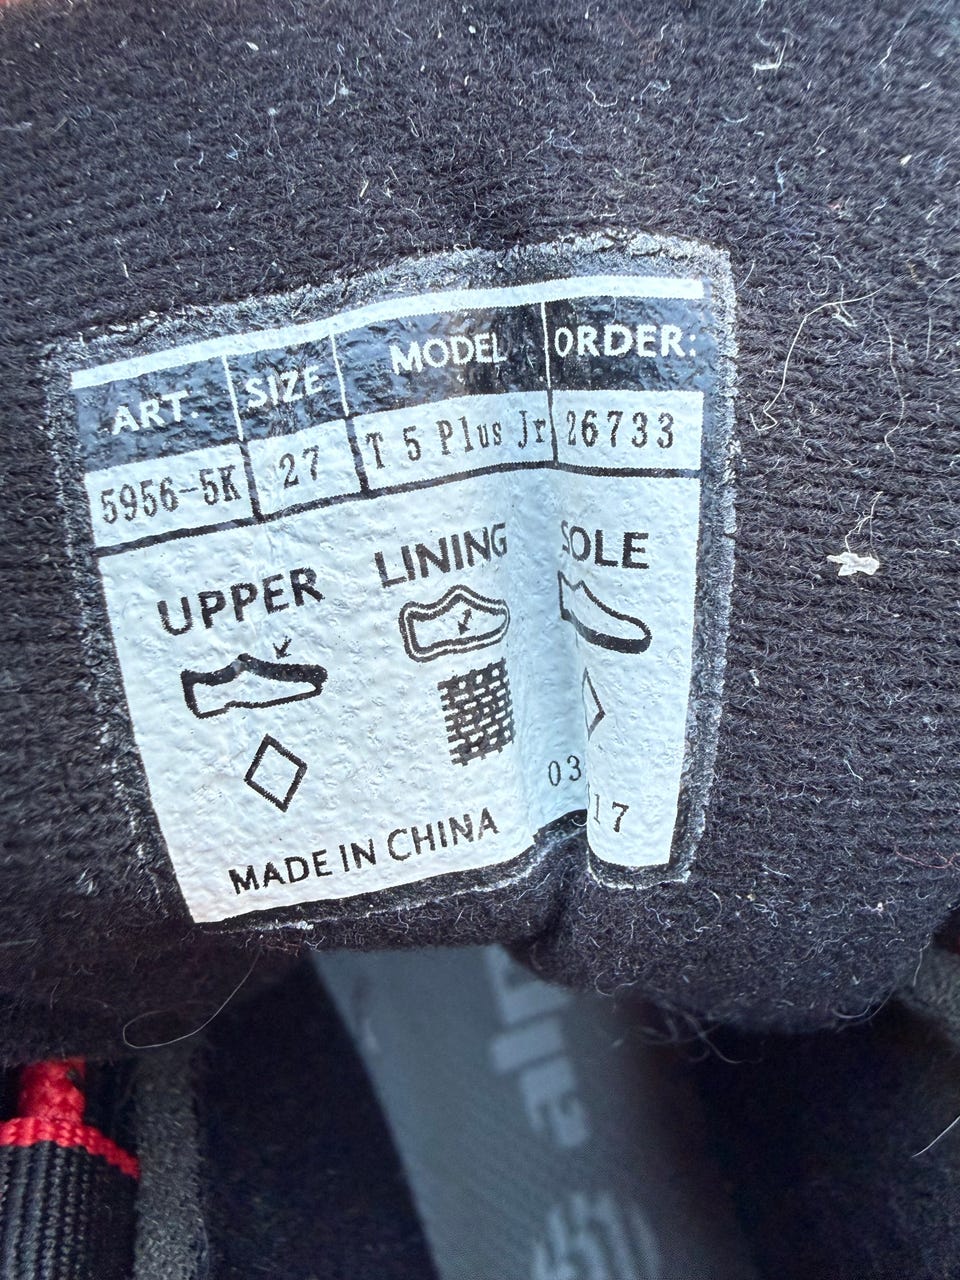 ART. SIZE MODEL ORDER:
5956-5K 27 T 5 Plus Jr 26733
UPPER LINING SOLE
03
17
MADE IN CHINA